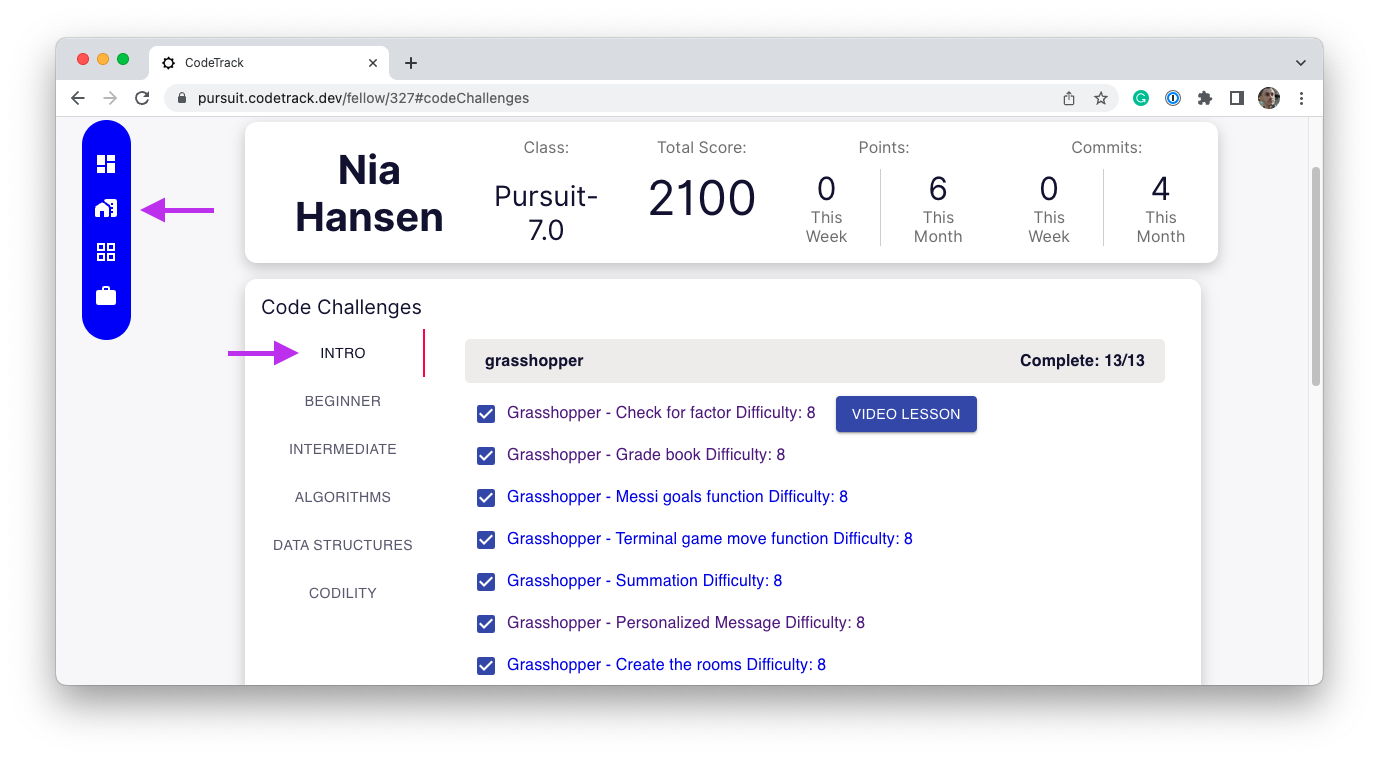 CodeTrack
pursuit.codetrack.dev/fellow/327#codeChallenges
Nia
Hansen
Class:
Pursuit-
7.0
Total Score:
2100
Points:
0
This
Week
6
This
Month
Commits:
0
This
Week
4
This
Month
Code Challenges
INTRO
BEGINNER
INTERMEDIATE
ALGORITHMS
DATA STRUCTURES
CODILITY
grasshopper Complete: 13/13
Grasshopper - Check for factor Difficulty: 8 VIDEO LESSON
Grasshopper - Grade book Difficulty: 8
Grasshopper - Messi goals function Difficulty: 8
Grasshopper - Terminal game move function Difficulty: 8
Grasshopper - Summation Difficulty: 8
Grasshopper - Personalized Message Difficulty: 8
Grasshopper - Create the rooms Difficulty: 8